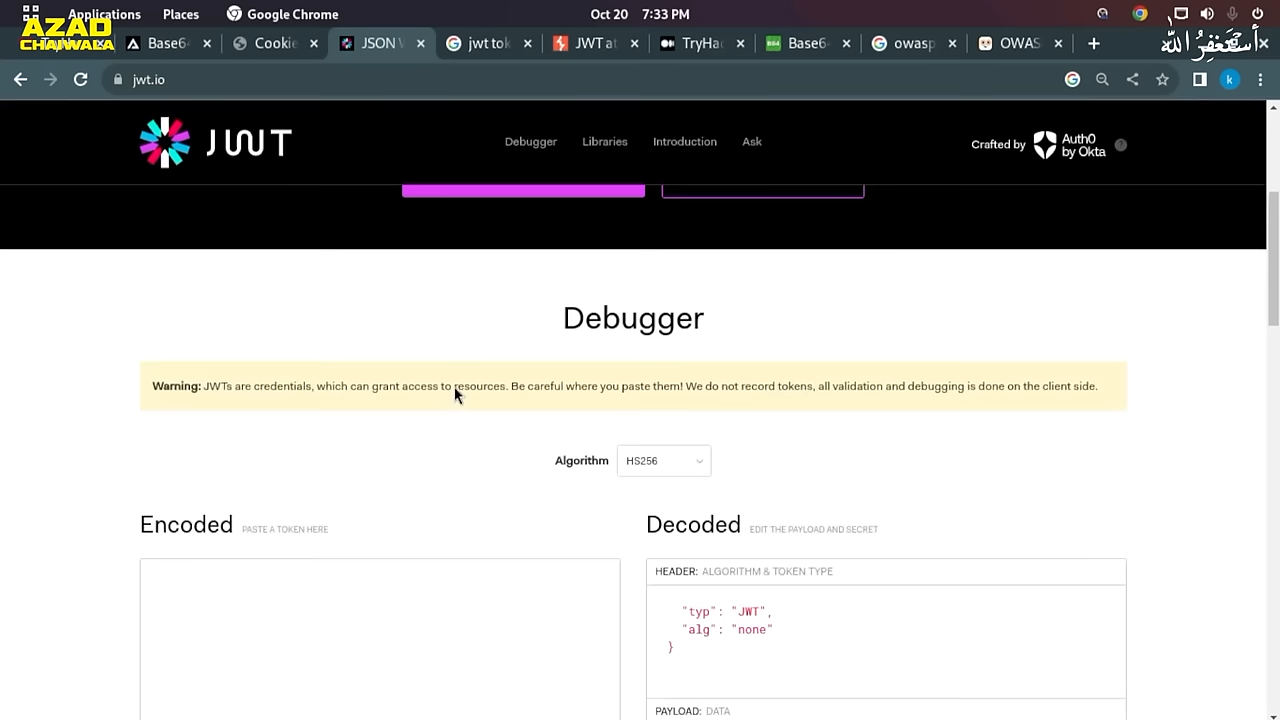 Applications Places Google Chrome Oct 20 7:33 PM
AZAD
CHAIWALA
أستغفر الله
Base6 Cookie JSON W jwt tok JWT at TryHac Base6 owasp OWAS
jwt.io k
JWT Debugger Libraries Introduction Ask Crafted by Auth0 by Okta ?
Debugger
Warning: JWTs are credentials, which can grant access to resources. Be careful where you paste them! We do not record tokens, all validation and debugging is done on the client side.
Algorithm HS256
Encoded PASTE A TOKEN HERE
Decoded EDIT THE PAYLOAD AND SECRET
HEADER: ALGORITHM & TOKEN TYPE
"typ": "JWT",
"alg": "none"
}
PAYLOAD: DATA